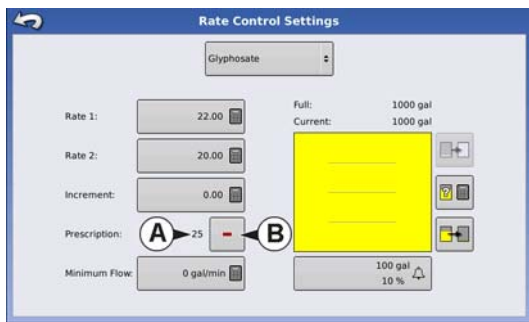 Rate Control Settings
Glyphosate
Rate 1:
22.00
Rate 2:
20.00
Increment:
0.00
Prescription:
A
25
B
Minimum Flow:
0 gal/min
Full:
1000 gal
Current:
1000 gal
?
100 gal
10 %